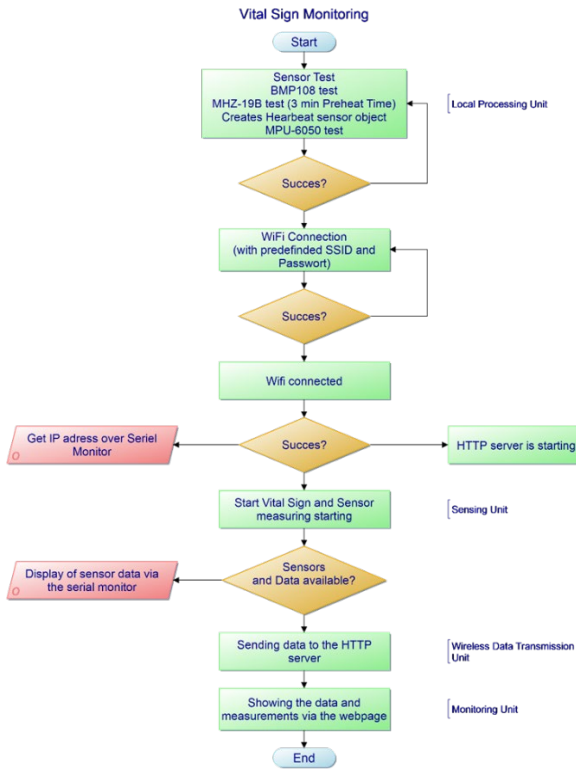 Vital Sign Monitoring
Start
Sensor Test
BMP108 test
MHZ-19B test (3 min Preheat Time)
Creates Hearbeat sensor object
MPU-6050 test
Local Processing Unit
Succes?
WiFi Connection
(with predefinded SSID and
Passwort)
Succes?
Wifi connected
Get IP adress over Seriel
Monitor
O
Succes?
HTTP server is starting
Start Vital Sign and Sensor
measuring starting
Sensing Unit
Display of sensor data via
the serial monitor
O
Sensors
and Data available?
Sending data to the HTTP
server
Wireless Data Transmission
Unit
Showing the data and
measurements via the webpage
Monitoring Unit
End